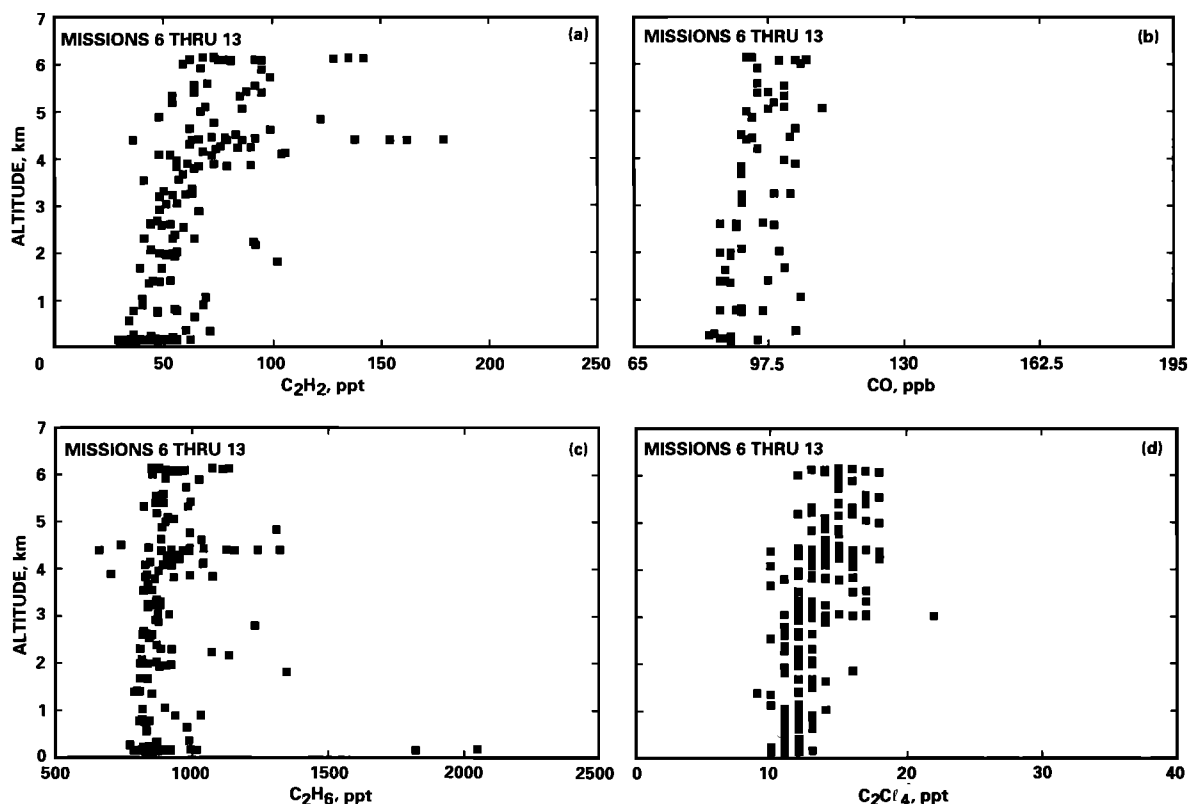 7
6
5
4
3
2
1
0
ALTITUDE, km
MISSIONS 6 THRU 13
(a)
50
100
150
200
250
C₂H₂, ppt
MISSIONS 6 THRU 13
(b)
65
97.5
130
162.5
195
CO, ppb
7
6
5
4
3
2
1
0
ALTITUDE, km
MISSIONS 6 THRU 13
(c)
500
1000
1500
2000
2500
C₂H₆, ppt
MISSIONS 6 THRU 13
(d)
0
10
20
30
40
C₂Cℓ₄, ppt